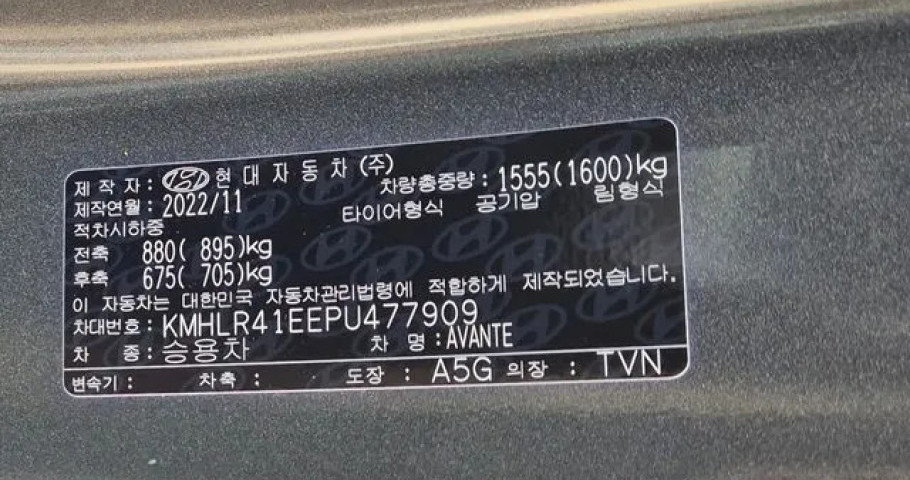 제 작 자 : 현 대 자 동 차 (주)
제작연월 : 2022/11 차량총중량 : 1555(1600)kg
적차시하중 타이어형식 공기압 림형식
전축 880( 895)kg
후축 675( 705)kg
이 자동차는 대한민국 자동차관리법령에 적합하게 제작되었습니다.
차대번호 : KMHLR41EEPU477909
차 종 : 승용차 차 명 : AVANTE
변속기 : 차축 : 도장 : A5G 의장 : TVN